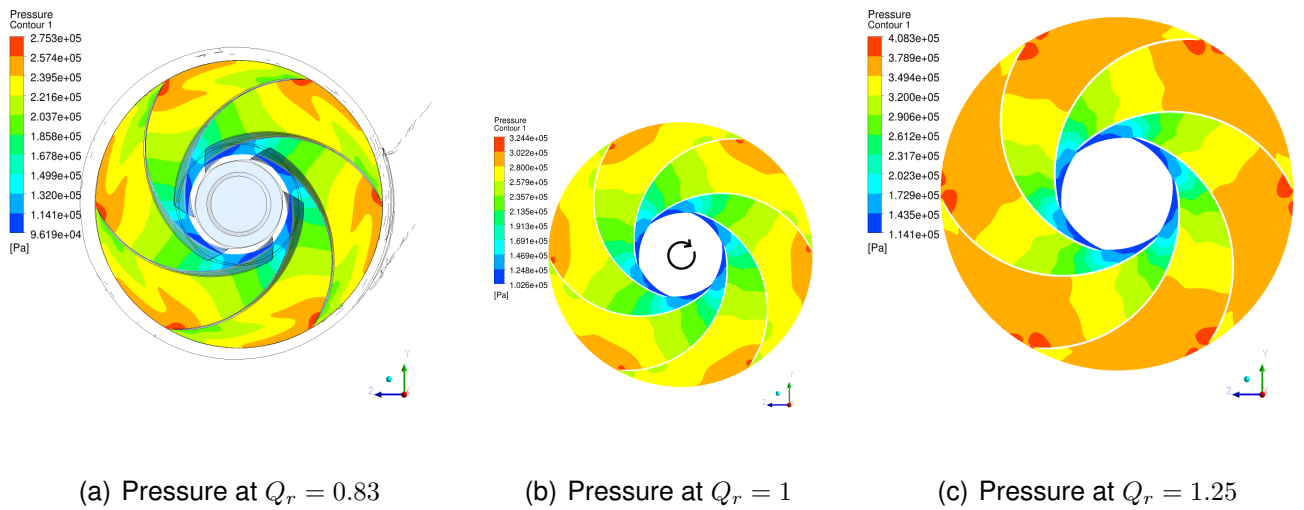 Pressure
Contour 1
2.753e+05
2.574e+05
2.395e+05
2.216e+05
2.037e+05
1.858e+05
1.678e+05
1.499e+05
1.320e+05
1.141e+05
9.619e+04
[Pa]
Y
Z
X
(a) Pressure at Qr = 0.83
Pressure
Contour 1
3.244e+05
3.022e+05
2.800e+05
2.579e+05
2.357e+05
2.135e+05
1.913e+05
1.691e+05
1.469e+05
1.248e+05
1.026e+05
[Pa]
Y
Z
(b) Pressure at Qr = 1
Pressure
Contour 1
4.083e+05
3.789e+05
3.494e+05
3.200e+05
2.906e+05
2.612e+05
2.317e+05
2.023e+05
1.729e+05
1.435e+05
1.141e+05
[Pa]
Y
Z
X
(c) Pressure at Qr = 1.25